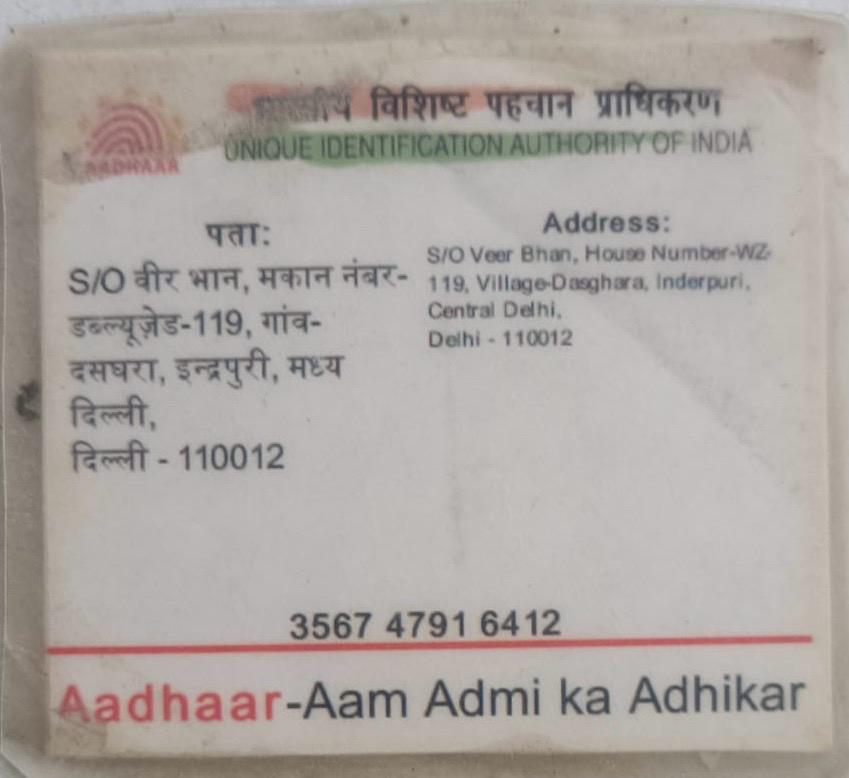 विशिष्ट पहचान प्राधिकरण
AADHAAR
UNIQUE IDENTIFICATION AUTHORITY OF INDIA
पता:
S/O वीर भान, मकान नंबर-
डब्ल्यूज़ेड-119, गांव-
दसघरा, इन्द्रपुरी, मध्य
दिल्ली,
दिल्ली - 110012
Address:
S/O Veer Bhan, House Number-WZ-
119, Village-Dasghara, Inderpuri,
Central Delhi,
Delhi - 110012
3567 4791 6412
Aadhaar-Aam Admi ka Adhikar